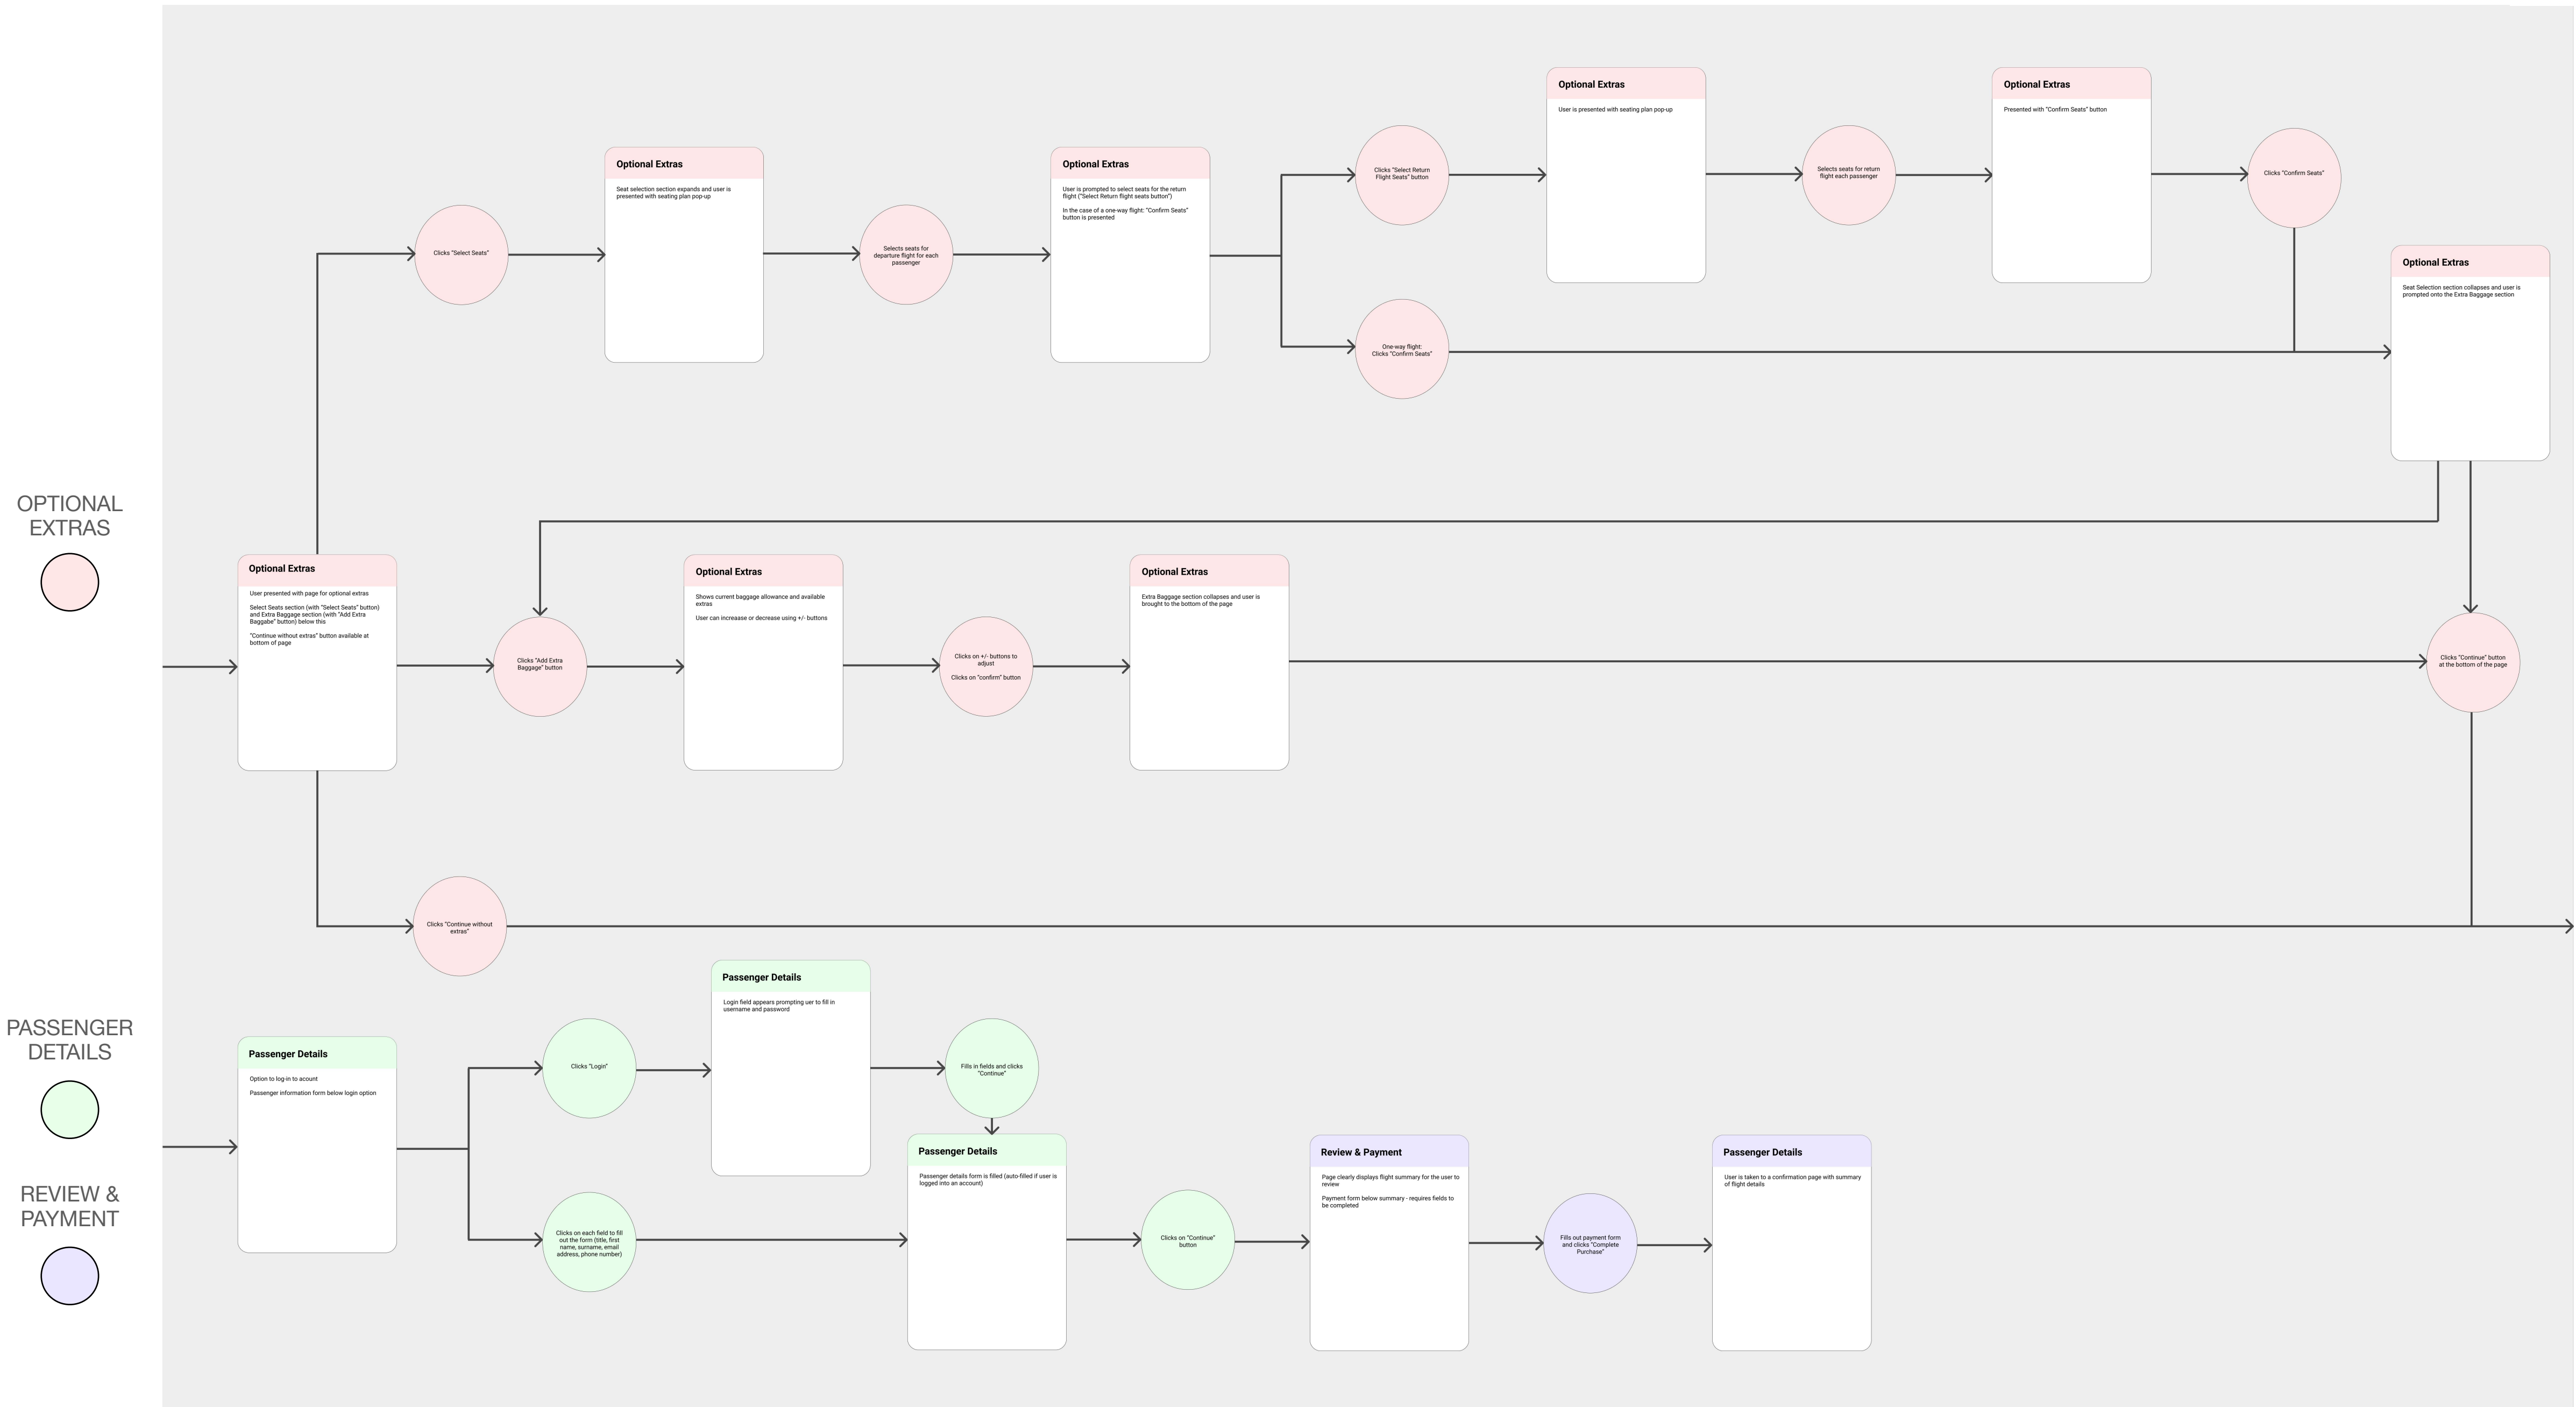 OPTIONAL
EXTRAS
PASSENGER
DETAILS
REVIEW &
PAYMENT
Clicks "Select Seats"
Optional Extras
Seat selection section expands and user is
presented with seating plan pop-up
Selects seats for
departure flight for each
passenger
Optional Extras
User is prompted to select seats for the return
flight ("Select Return flight seats button")
In the case of a one-way flight: "Confirm Seats"
button is presented
Clicks "Select Return
Flight Seats" button
Optional Extras
User is presented with seating plan pop-up
Selects seats for return
flight each passenger
Optional Extras
Presented with "Confirm Seats" button
Clicks "Confirm Seats"
One-way flight:
Clicks "Confirm Seats"
Optional Extras
Seat Selection section collapses and user is
prompted onto the Extra Baggage section
Optional Extras
User presented with page for optional extras
Select Seats section (with "Select Seats" button)
and Extra Baggage section (with "Add Extra
Baggabe" button) below this
"Continue without extras" button available at
bottom of page
Clicks "Add Extra
Baggage" button
Optional Extras
Shows current baggage allowance and available
extras
User can increaase or decrease using +/- buttons
Clicks on +/- buttons to
adjust
Clicks on "confirm" button
Optional Extras
Extra Baggage section collapses and user is
brought to the bottom of the page
Clicks "Continue" button
at the bottom of the page
Clicks "Continue without
extras"
Passenger Details
Option to log-in to acount
Passenger information form below login option
Clicks "Login"
Passenger Details
Login field appears prompting uer to fill in
username and password
Fills in fields and clicks
"Continue"
Clicks on each field to fill
out the form (title, first
name, surname, email
address, phone number)
Passenger Details
Passenger details form is filled (auto-filled if user is
logged into an account)
Clicks on "Continue"
button
Review & Payment
Page clearly displays flight summary for the user to
review
Payment form below summary - requires fields to
be completed
Fills out payment form
and clicks "Complete
Purchase"
Passenger Details
User is taken to a confirmation page with summary
of flight details